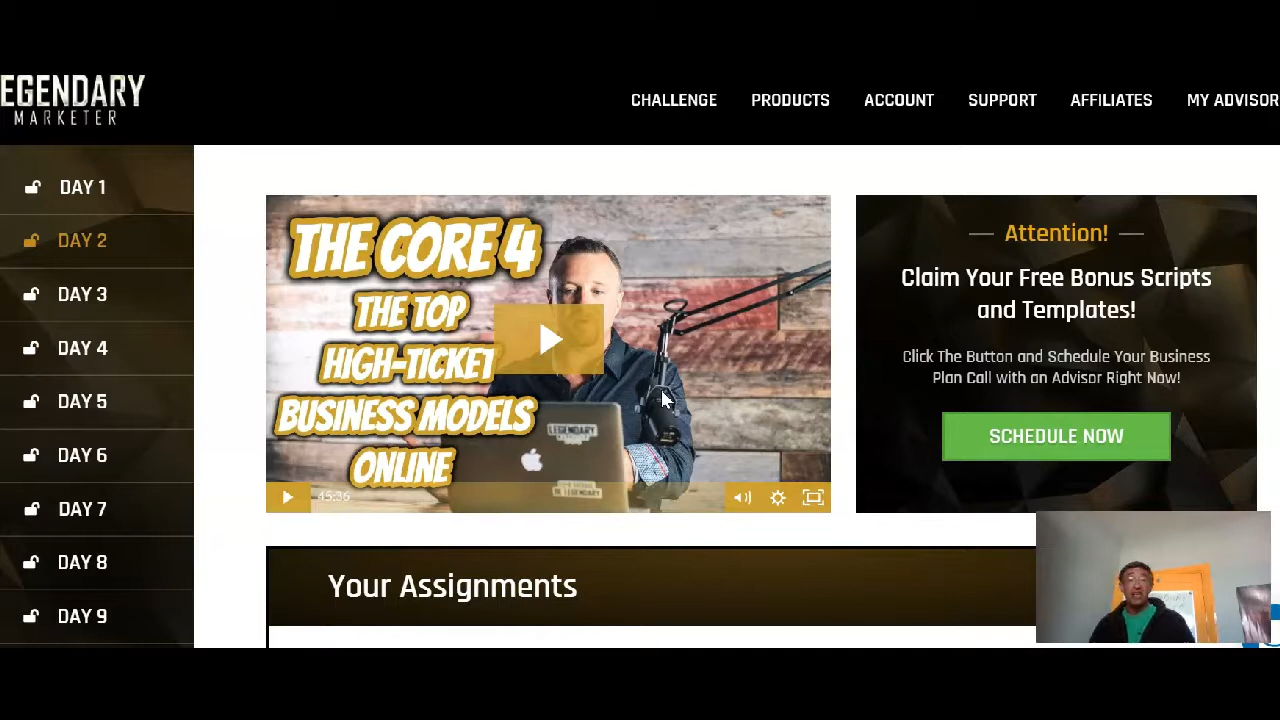 EGENDARY
MARKETER
CHALLENGE
PRODUCTS
ACCOUNT
SUPPORT
AFFILIATES
MY ADVISOR
DAY 1
DAY 2
DAY 3
DAY 4
DAY 5
DAY 6
DAY 7
DAY 8
DAY 9
THE CORE 4
THE TOP
HIGH-TICKET
BUSINESS MODELS
ONLINE
LEGENDARY
45:36
Attention!
Claim Your Free Bonus Scripts
and Templates!
Click The Button and Schedule Your Business
Plan Call with an Advisor Right Now!
SCHEDULE NOW
Your Assignments